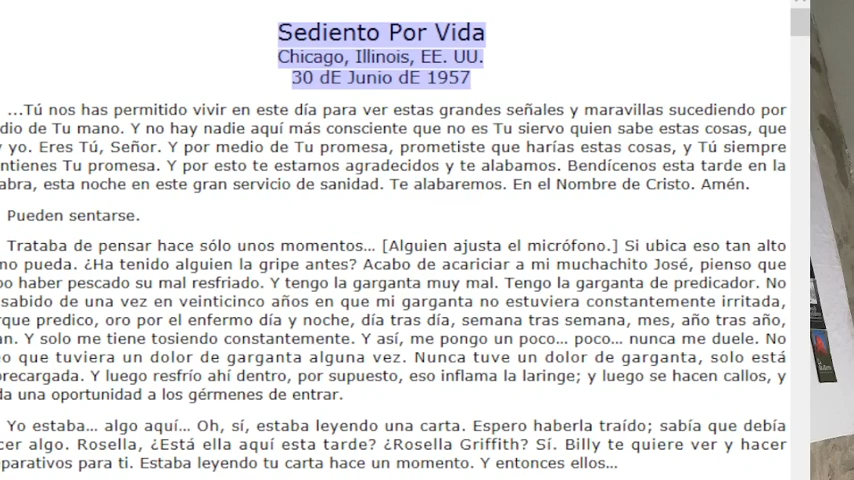 Sediento Por Vida
Chicago, Illinois, EE. UU.
30 dE Junio dE 1957
...Tú nos has permitido vivir en este día para ver estas grandes señales y maravillas sucediendo por
dio de Tu mano. Y no hay nadie aquí más consciente que no es Tu siervo quien sabe estas cosas, que
yo. Eres Tú, Señor. Y por medio de Tu promesa, prometiste que harías estas cosas, y Tú siempre
ntienes Tu promesa. Y por esto te estamos agradecidos y te alabamos. Bendícenos esta tarde en la
abra, esta noche en este gran servicio de sanidad. Te alabaremos. En el Nombre de Cristo. Amén.
Pueden sentarse.
Trataba de pensar hace sólo unos momentos... [Alguien ajusta el micrófono.] Si ubica eso tan alto
mo pueda. ¿Ha tenido alguien la gripe antes? Acabo de acariciar a mi muchachito José, pienso que
bo haber pescado su mal resfriado. Y tengo la garganta muy mal. Tengo la garganta de predicador. No
sabido de una vez en veinticinco años en que mi garganta no estuviera constantemente irritada,
rque predico, oro por el enfermo día y noche, día tras día, semana tras semana, mes, año tras año,
an. Y solo me tiene tosiendo constantemente. Y así, me pongo un poco... poco... nunca me duele. No
eo que tuviera un dolor de garganta alguna vez. Nunca tuve un dolor de garganta, solo está
brecargada. Y luego resfrío ahí dentro, por supuesto, eso inflama la laringe; y luego se hacen callos, y
da una oportunidad a los gérmenes de entrar.
Yo estaba... algo aquí... Oh, sí, estaba leyendo una carta. Espero haberla traído; sabía que debía
cer algo. Rosella, ¿Está ella aquí esta tarde? ¿Rosella Griffith? Sí. Billy te quiere ver y hacer
eparativos para ti. Estaba leyendo tu carta hace un momento. Y entonces ellos...